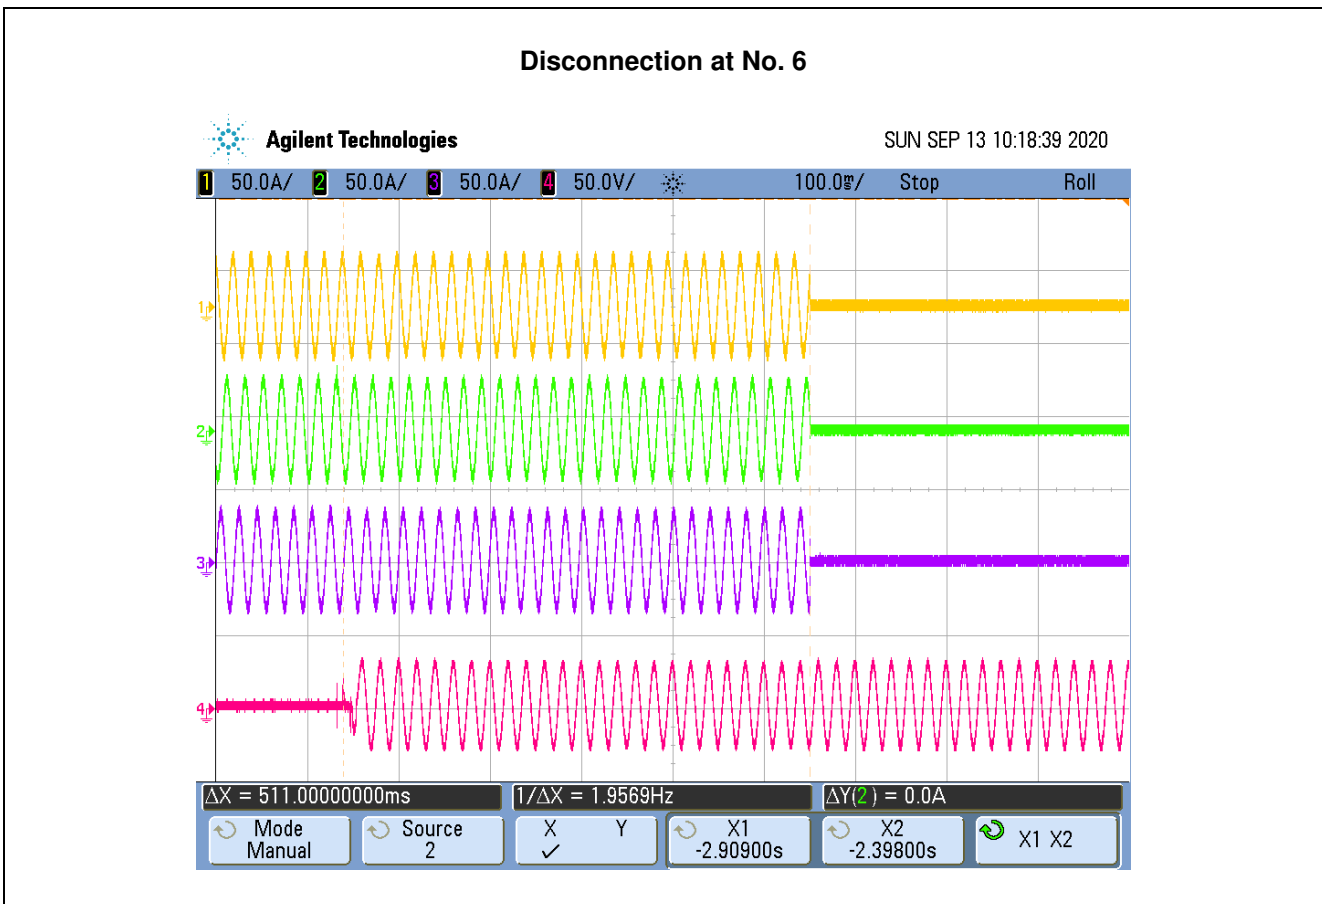 Disconnection at No. 6
Agilent Technologies SUN SEP 13 10:18:39 2020
1 50.0A/ 2 50.0A/ 3 50.0A/ 4 50.0V/ 100.0ms/ Stop Roll
1
2
3
4
ΔX = 511.00000000ms 1/ΔX = 1.9569Hz ΔY(2) = 0.0A
Mode Source X Y X1 X2 X1 X2
Manual 2 ✓ -2.90900s -2.39800s